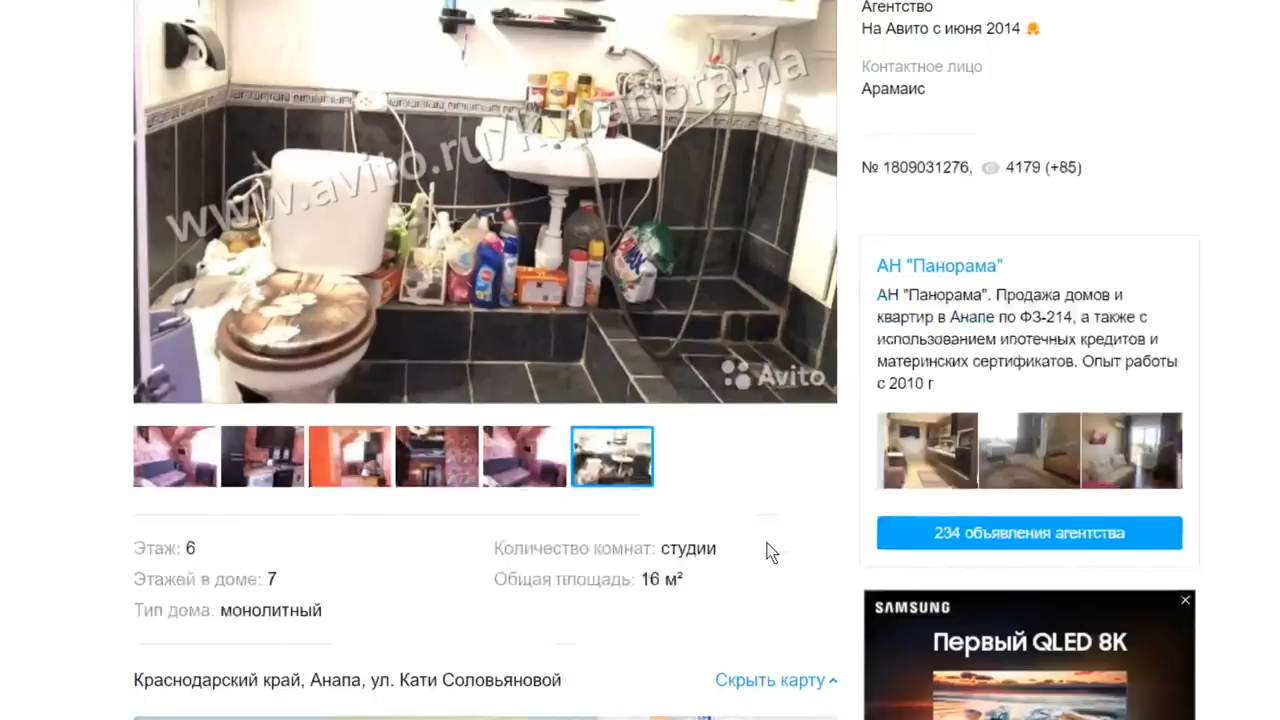 Агентство
На Авито с июня 2014
Контактное лицо
Арамаис
№ 1809031276, 4179 (+85)
www.avito.ru/
panorama
Avito
АН "Панорама"
АН "Панорама". Продажа домов и
квартир в Анапе по ФЗ-214, а также с
использованием ипотечных кредитов и
материнских сертификатов. Опыт работы
с 2010 г
234 объявления агентства
Этаж: 6
Количество комнат: студии
Этажей в доме: 7
Общая площадь: 16 м²
Тип дома: монолитный
Краснодарский край, Анапа, ул. Кати Соловьяновой
Скрыть карту
SAMSUNG
Первый QLED 8K